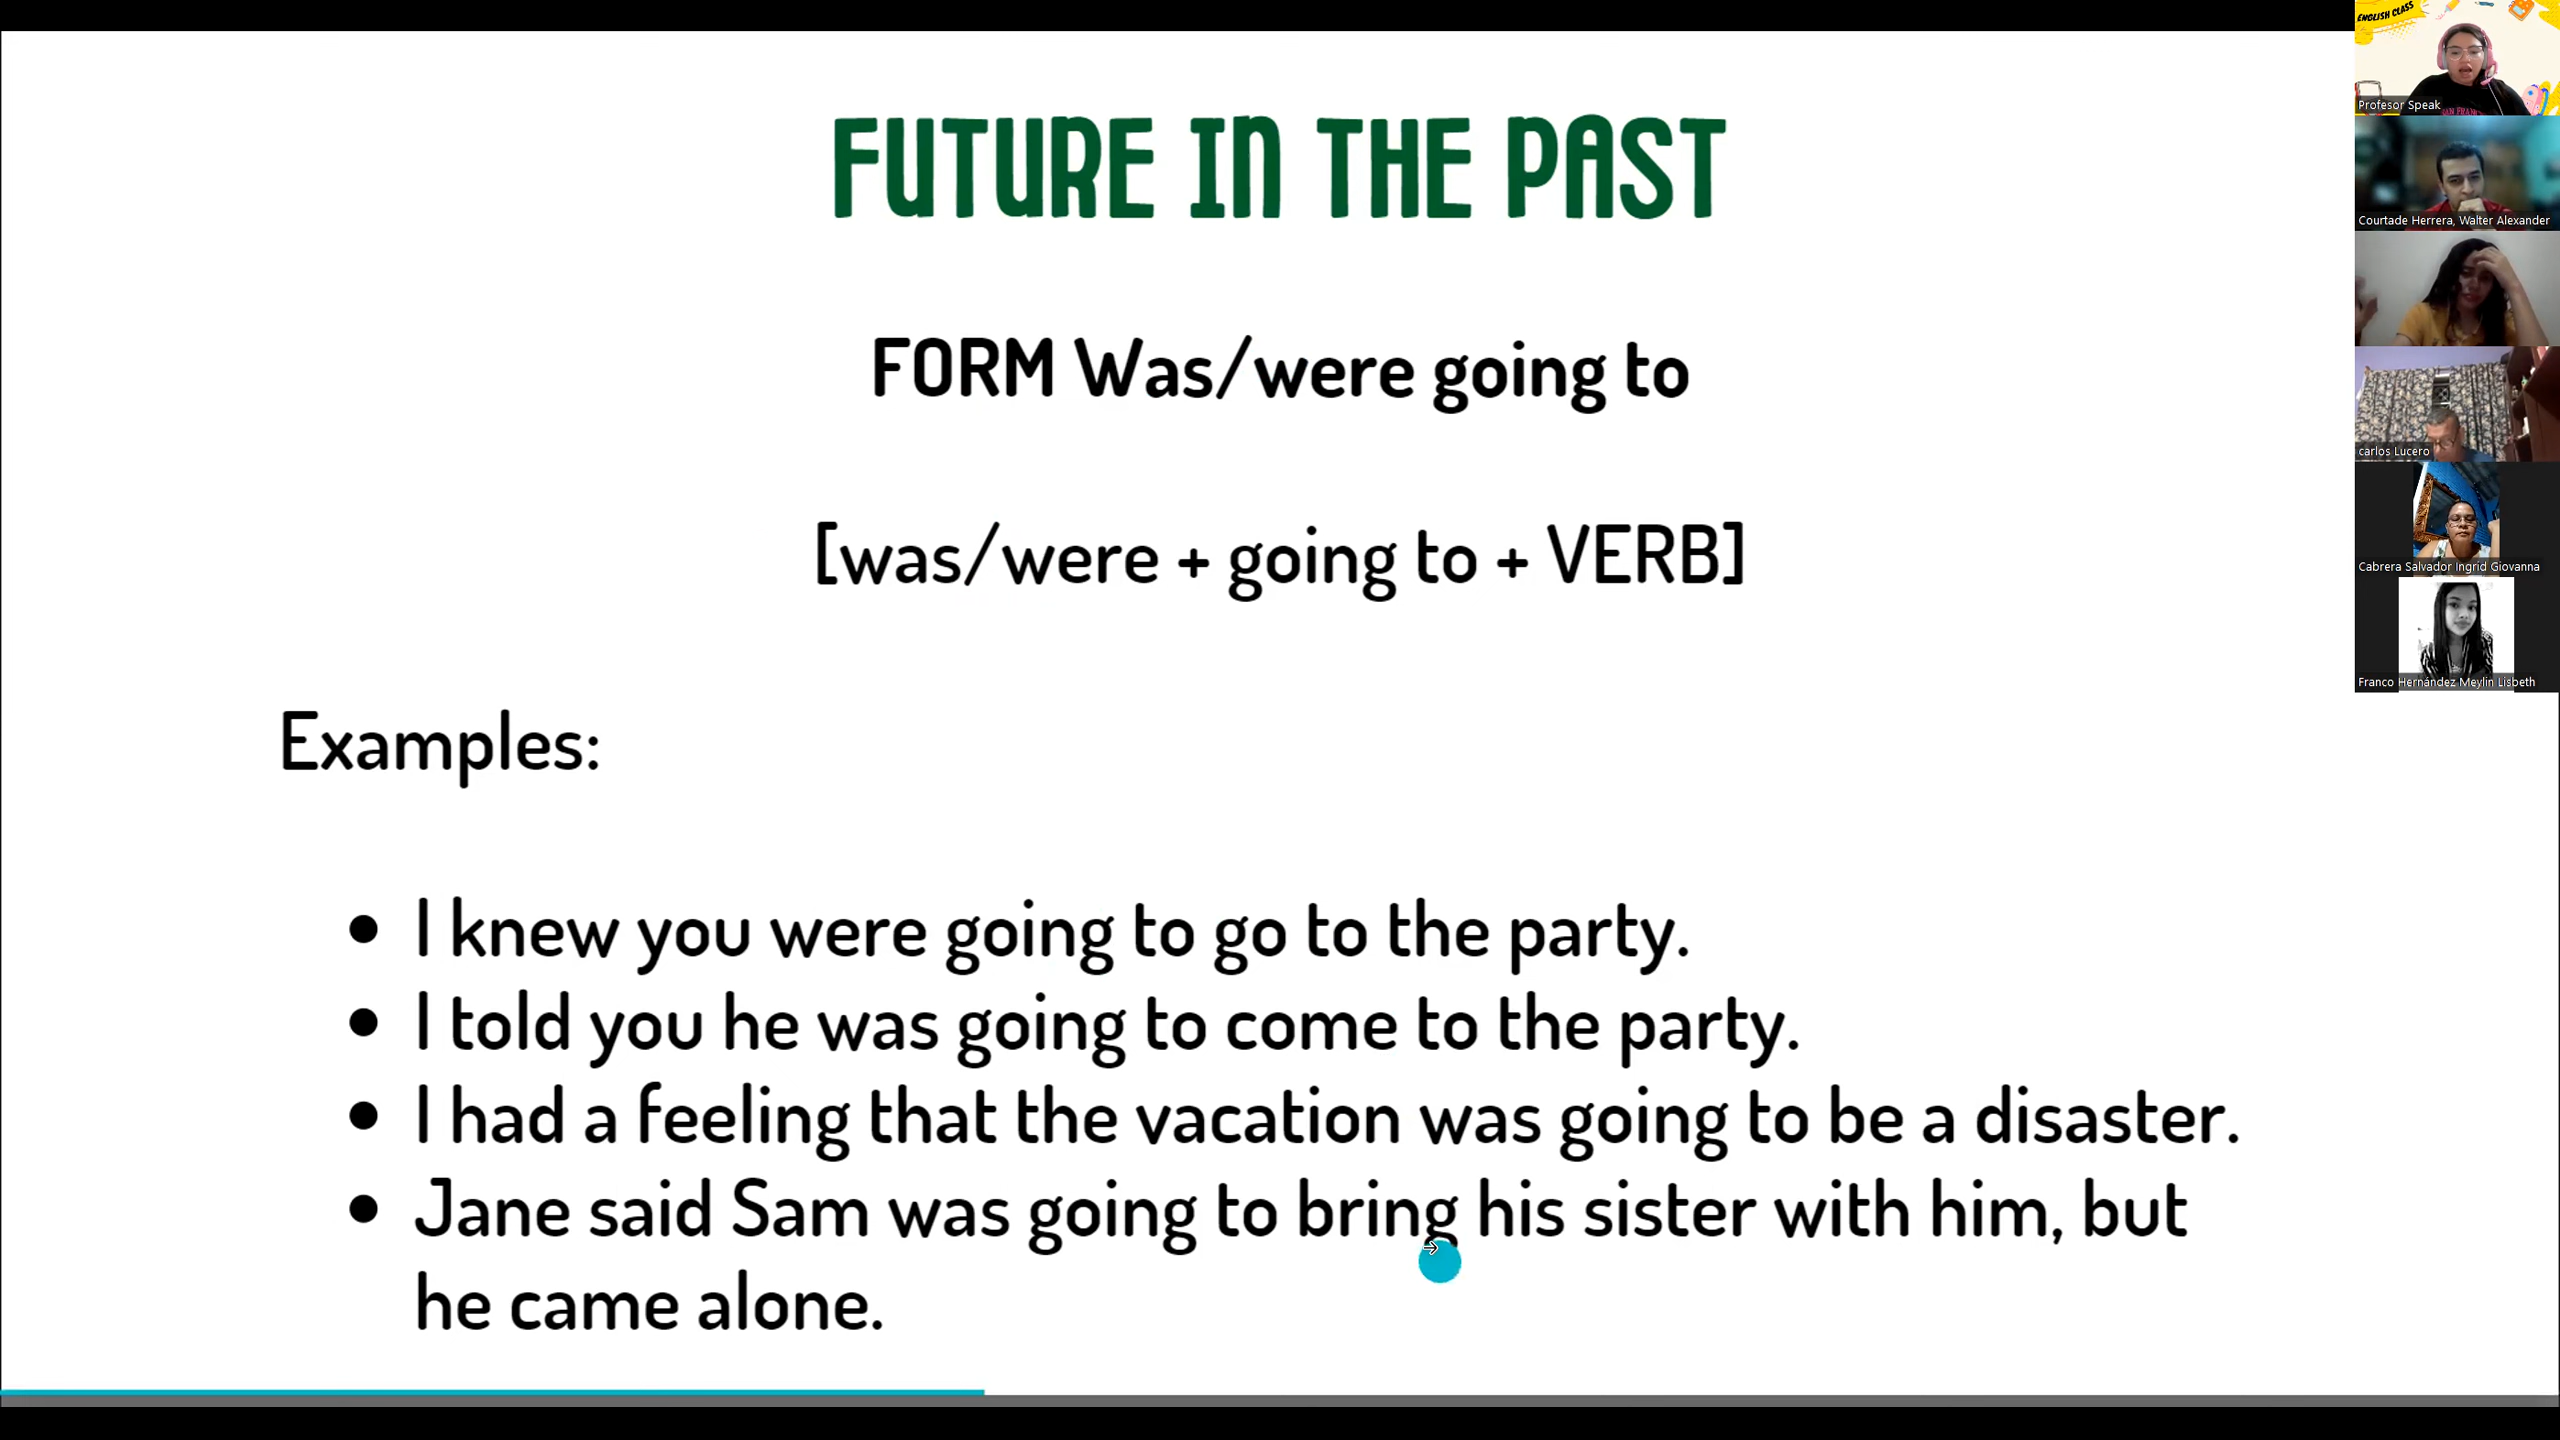 FUTURE IN THE PAST
FORM Was/were going to
[was/were + going to + VERB]
Examples:
• I knew you were going to go to the party.
• I told you he was going to come to the party.
• I had a feeling that the vacation was going to be a disaster.
• Jane said Sam was going to bring his sister with him, but
he came alone.
ENGLISH CLASS
Profesor Speak
Courtade Herrera, Walter Alexander
carlos Lucero
Cabrera Salvador Ingrid Giovanna
Franco Hernández Meylin Lisbeth